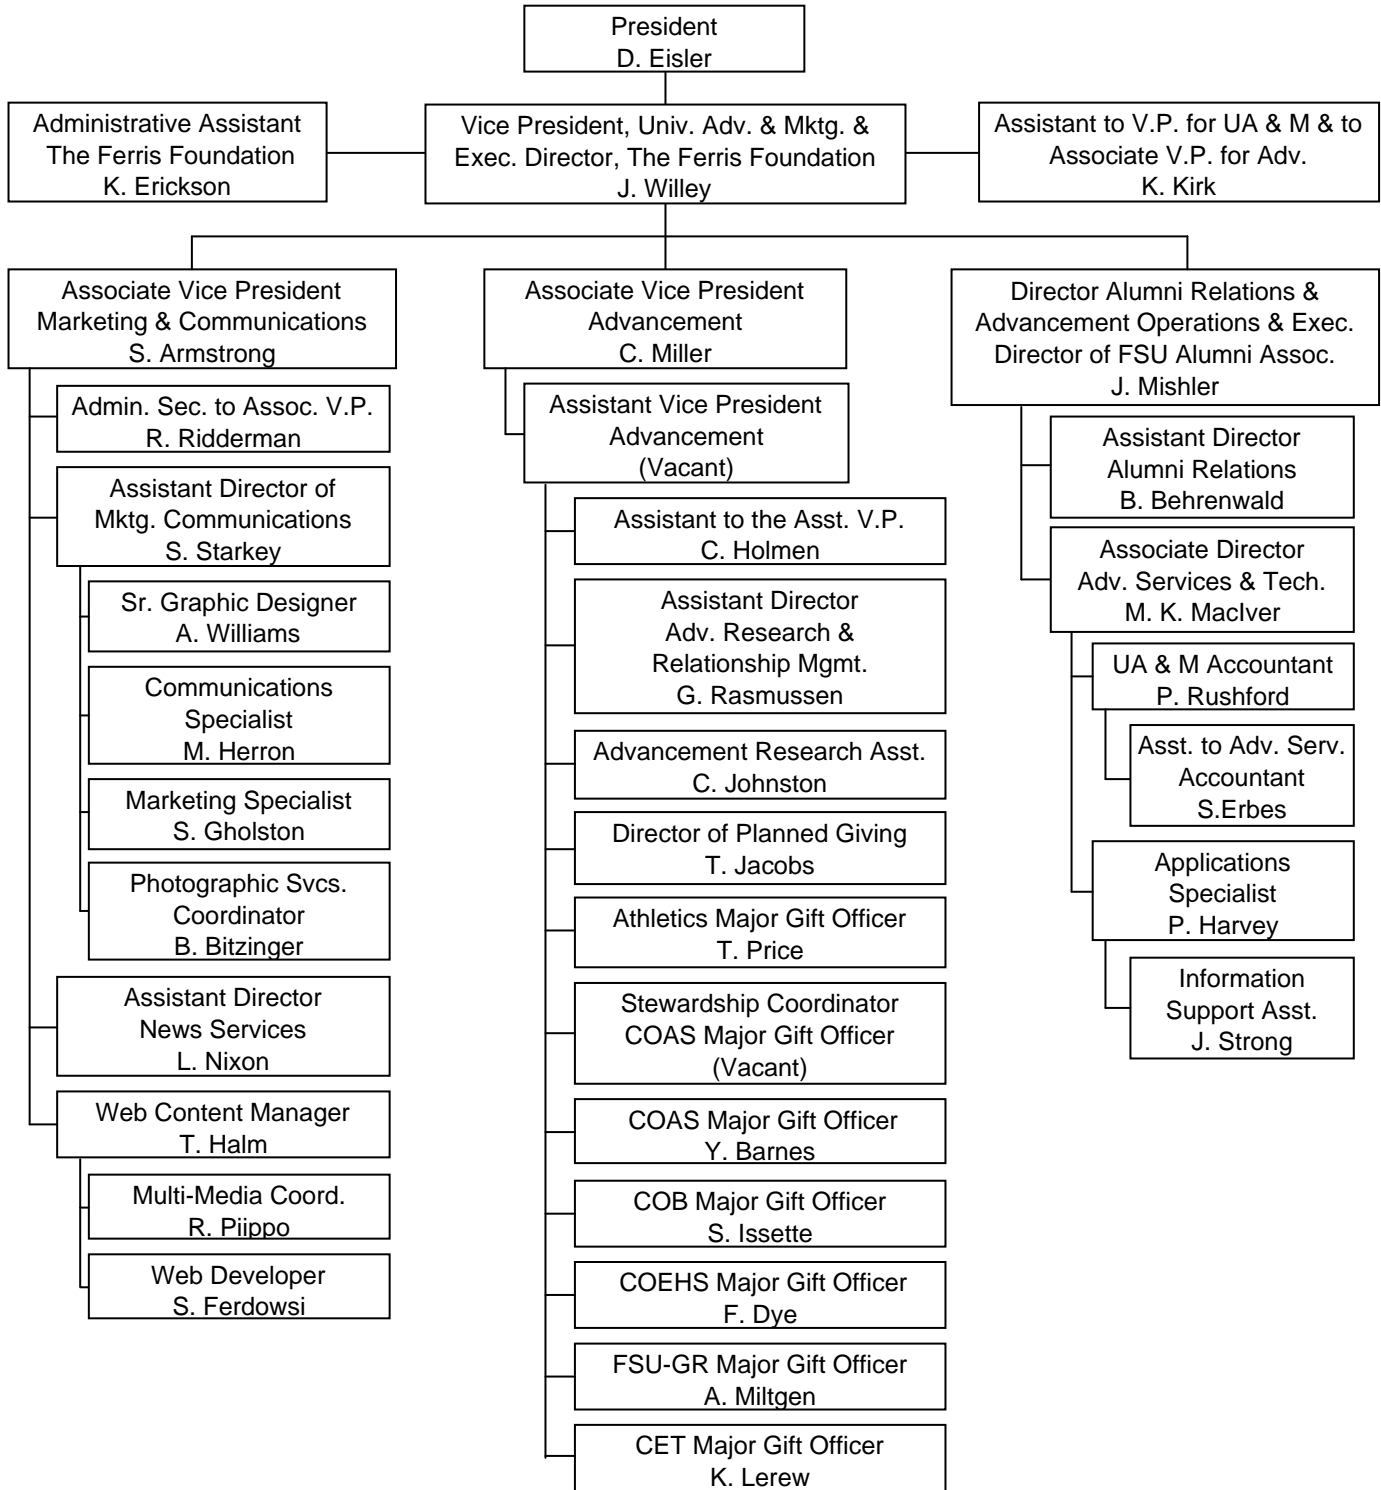 President
D. Eisler
Administrative Assistant
The Ferris Foundation
K. Erickson
Vice President, Univ. Adv. & Mktg. &
Exec. Director, The Ferris Foundation
J. Willey
Assistant to V.P. for UA & M & to
Associate V.P. for Adv.
K. Kirk
Associate Vice President
Marketing & Communications
S. Armstrong
Admin. Sec. to Assoc. V.P.
R. Ridderman
Assistant Director of
Mktg. Communications
S. Starkey
Sr. Graphic Designer
A. Williams
Communications
Specialist
M. Herron
Marketing Specialist
S. Gholston
Photographic Svcs.
Coordinator
B. Bitzinger
Assistant Director
News Services
L. Nixon
Web Content Manager
T. Halm
Multi-Media Coord.
R. Piippo
Web Developer
S. Ferdowsi
Associate Vice President
Advancement
C. Miller
Assistant Vice President
Advancement
(Vacant)
Assistant to the Asst. V.P.
C. Holmen
Assistant Director
Adv. Research &
Relationship Mgmt.
G. Rasmussen
Advancement Research Asst.
C. Johnston
Director of Planned Giving
T. Jacobs
Athletics Major Gift Officer
T. Price
Stewardship Coordinator
COAS Major Gift Officer
(Vacant)
COAS Major Gift Officer
Y. Barnes
COB Major Gift Officer
S. Issette
COEHS Major Gift Officer
F. Dye
FSU-GR Major Gift Officer
A. Miltgen
CET Major Gift Officer
K. Lerew
Director Alumni Relations &
Advancement Operations & Exec.
Director of FSU Alumni Assoc.
J. Mishler
Assistant Director
Alumni Relations
B. Behrenwald
Associate Director
Adv. Services & Tech.
M. K. MacIver
UA & M Accountant
P. Rushford
Asst. to Adv. Serv.
Accountant
S.Erbes
Applications
Specialist
P. Harvey
Information
Support Asst.
J. Strong